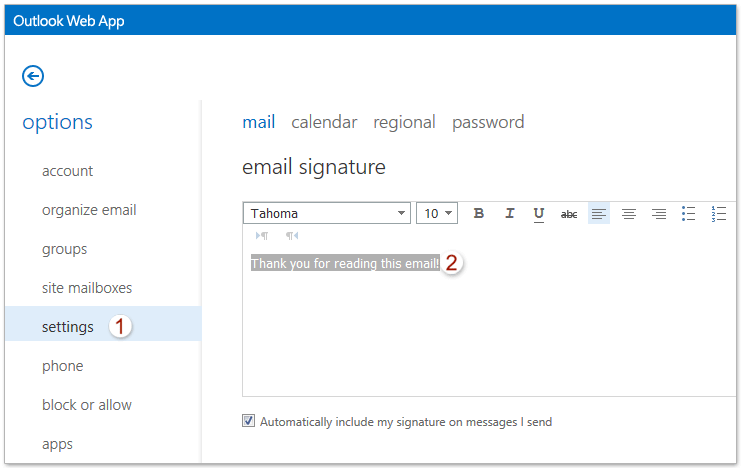 Outlook Web App
options
account
organize email
groups
site mailboxes
settings 1
phone
block or allow
apps
mail calendar regional password
email signature
Tahoma 10 B I U abc
Thank you for reading this email! 2
Automatically include my signature on messages I send